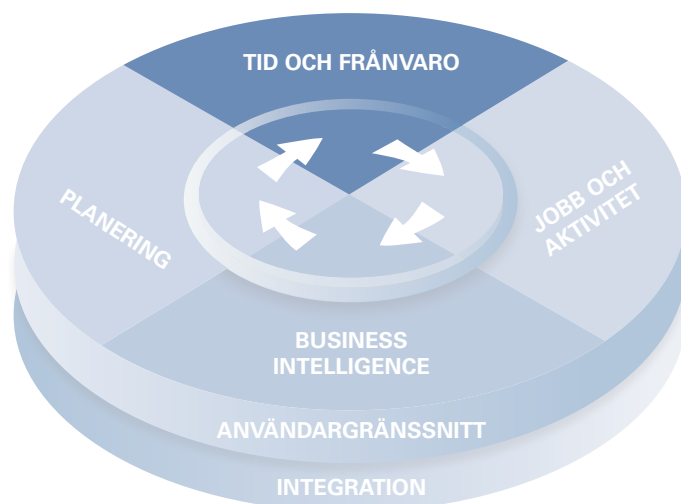 TID OCH FRÅNVARO
PLANERING
JOBB OCH
AKTIVITET
BUSINESS
INTELLIGENCE
ANVÄNDARGRÄNSSNITT
INTEGRATION